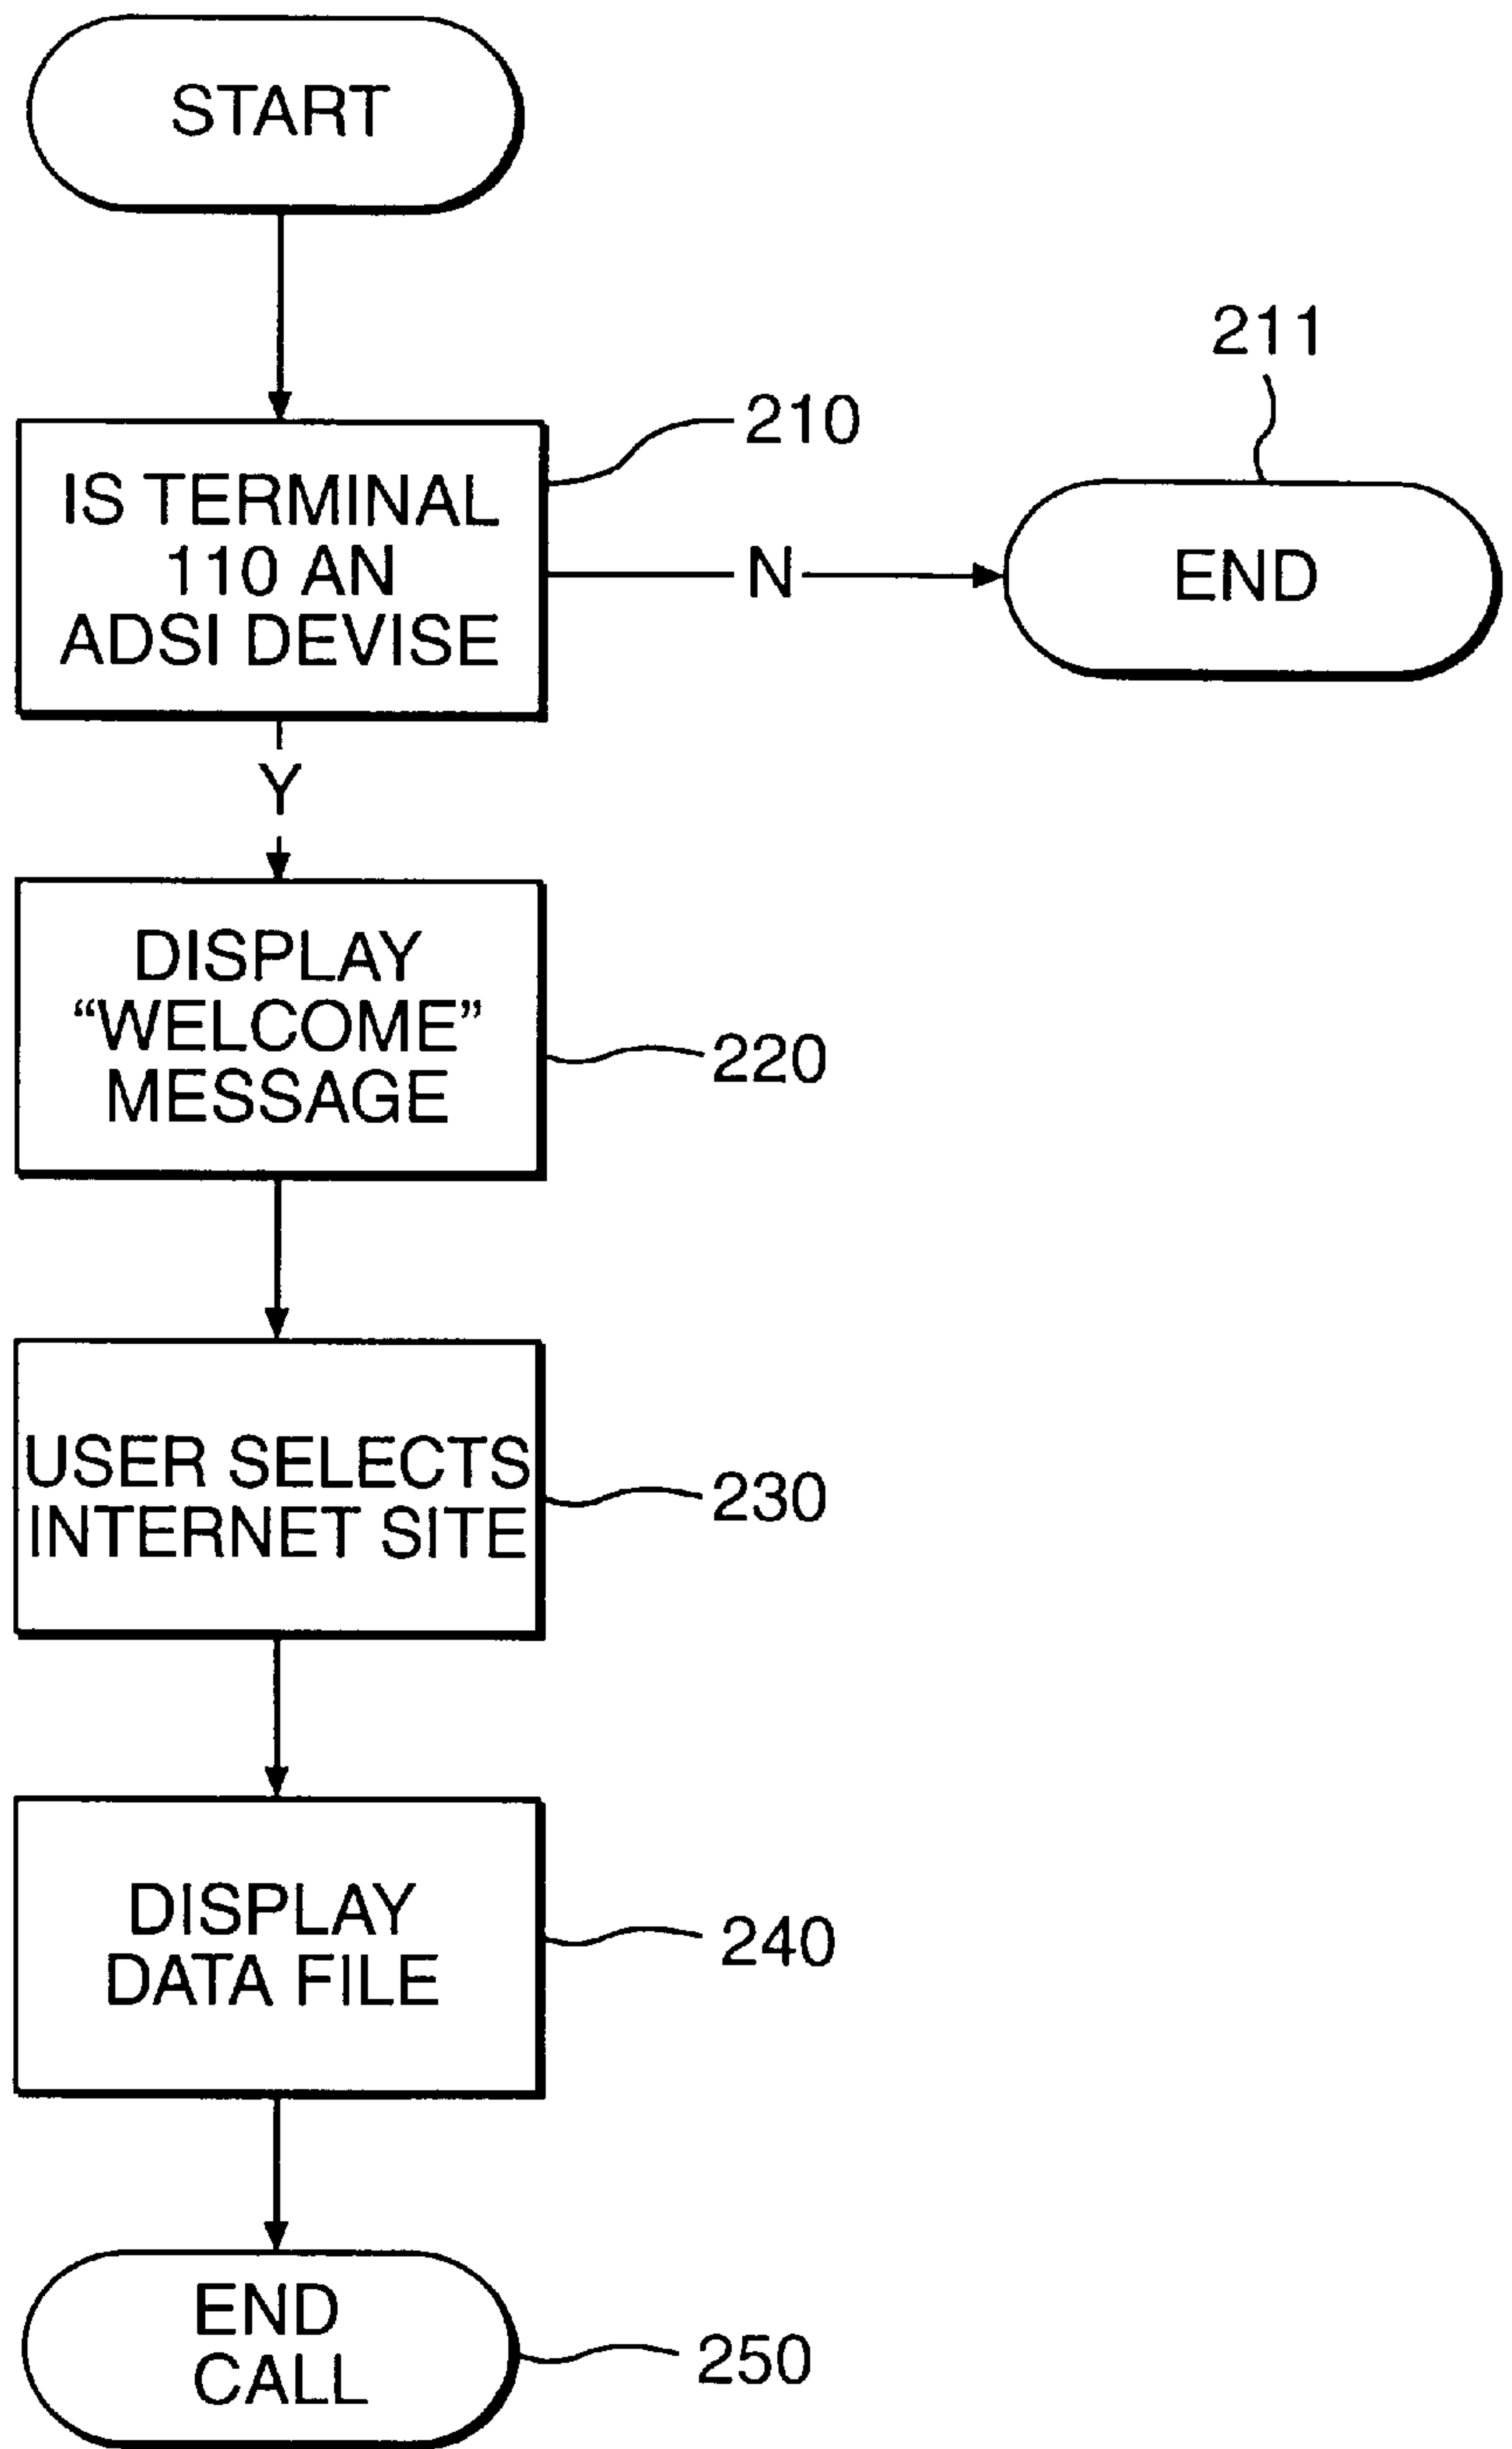 START
211
210
IS TERMINAL
110 AN
ADSI DEVISE
N
END
Y
DISPLAY
“WELCOME”
MESSAGE
220
USER SELECTS
INTERNET SITE
230
DISPLAY
DATA FILE
240
END
CALL
250